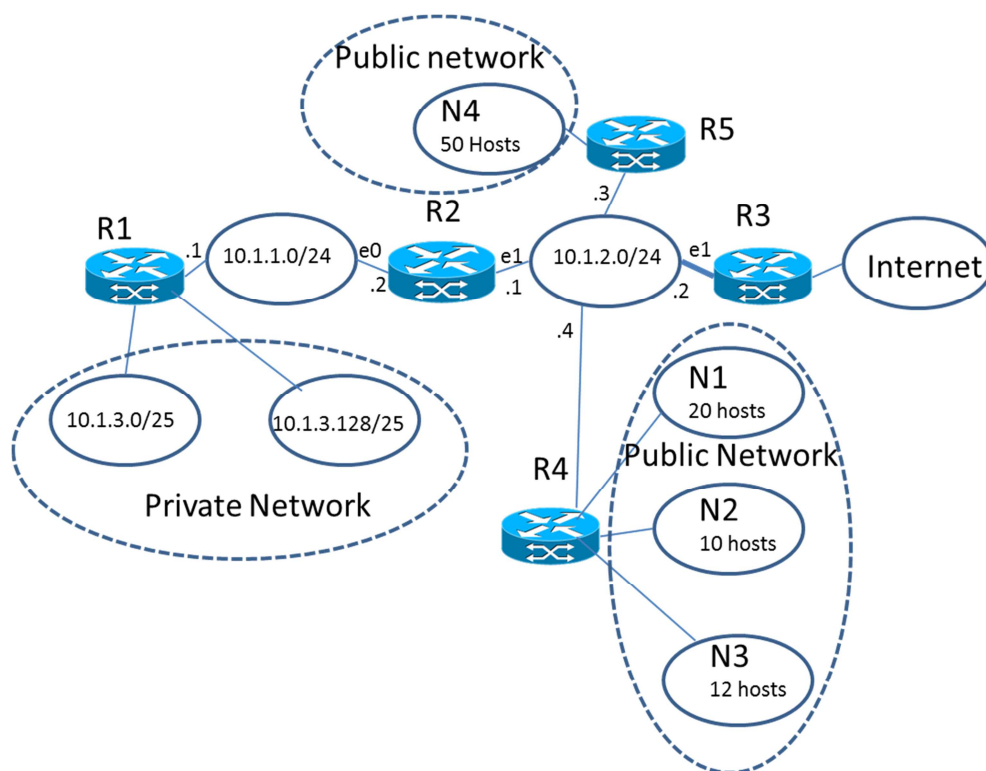 Public network
N4
50 Hosts
R5
.3
R1
R2
R3
.1
10.1.1.0/24
e0
.2
e1
.1
10.1.2.0/24
e1
.2
Internet
.4
N1
20 hosts
10.1.3.0/25
10.1.3.128/25
Private Network
R4
Public Network
N2
10 hosts
N3
12 hosts